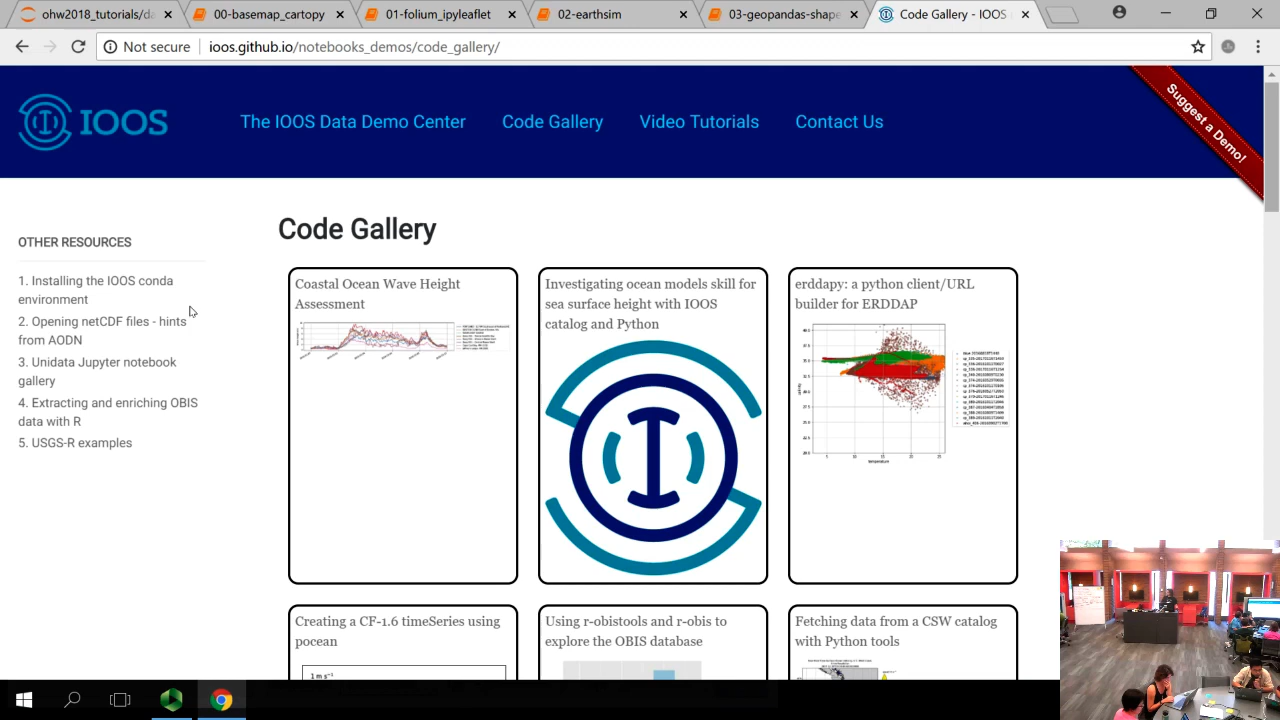 ohw2018_tutorials/da
00-basemap_cartop
01-folium_ipyleaflet
02-earthsim
03-geopandas-shape
Code Gallery - IOOS
Not secure
ioos.github.io/notebooks_demos/code_gallery/
IOOS
The IOOS Data Demo Center
Code Gallery
Video Tutorials
Contact Us
Suggest a Demo!
Code Gallery
OTHER RESOURCES
1. Installing the IOOS conda
environment
2. Opening netCDF files - hints
from AODN
3. Unidata Jupyter notebook
gallery
4. Extracting and enriching OBIS
data with R
5. USGS-R examples
Coastal Ocean Wave Height
Assessment
Investigating ocean models skill for
sea surface height with IOOS
catalog and Python
erddapy: a python client/URL
builder for ERDDAP
temperature
Creating a CF-1.6 timeSeries using
pocean
1 m s⁻¹
Using r-obistools and r-obis to
explore the OBIS database
Fetching data from a CSW catalog
with Python tools